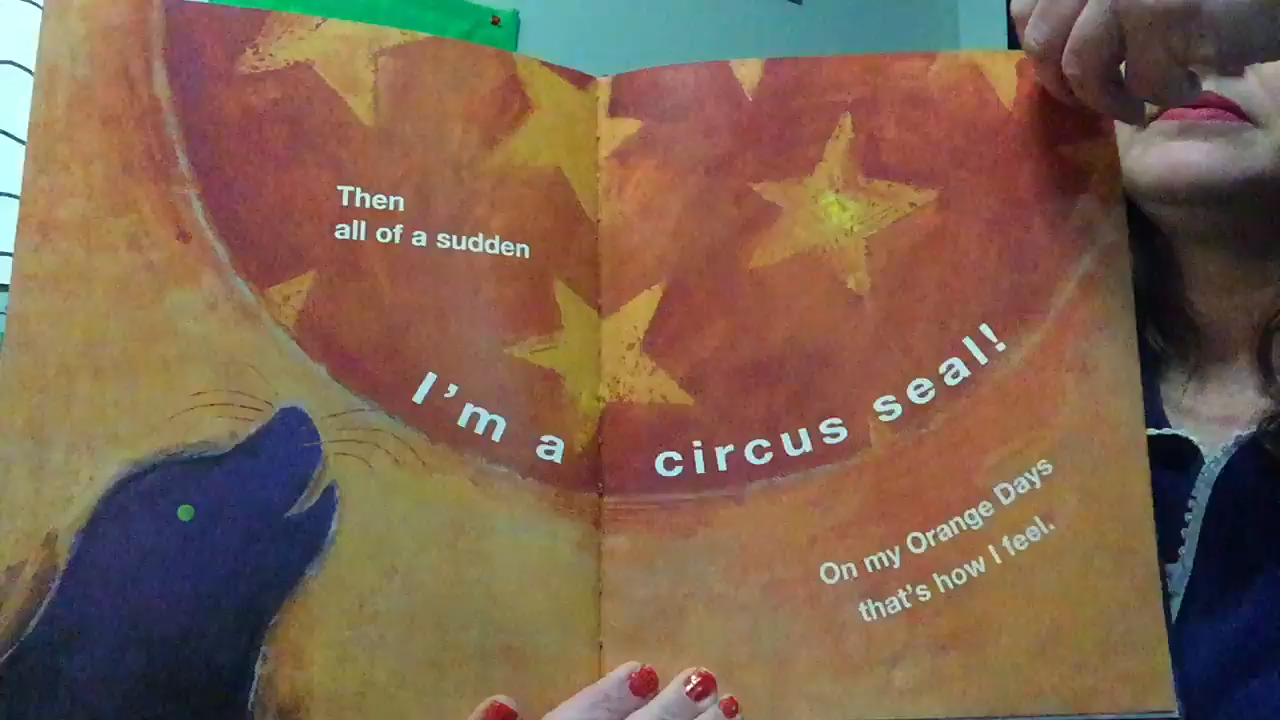 Then
all of a sudden
I'm a circus seal!
On my Orange Days
that's how I feel.